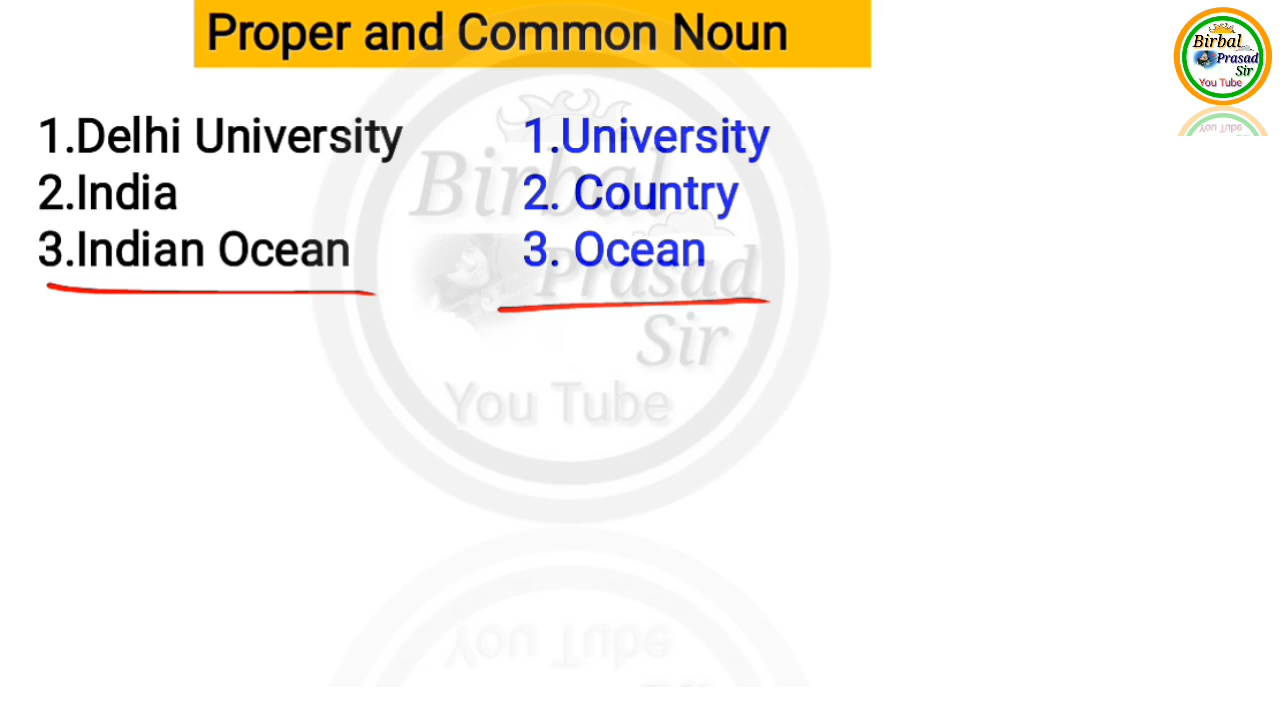 Proper and Common Noun
Birbal
Prasad
Sir
You Tube
1.Delhi University
2.India
3.Indian Ocean
1.University
2. Country
3. Ocean
Birbal
Prasad
Sir
You Tube